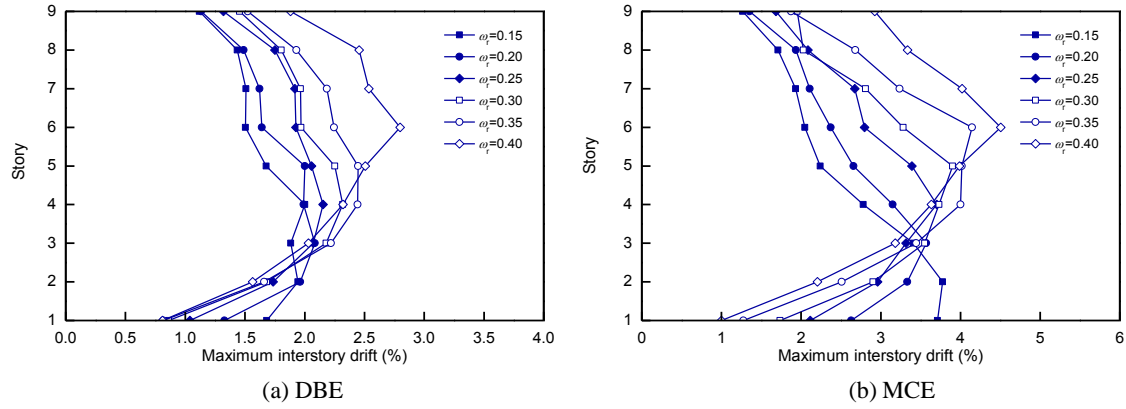 9
8
7
6
5
4
3
2
1
Story
0.0 0.5 1.0 1.5 2.0 2.5 3.0 3.5 4.0
Maximum interstory drift (%)
ωr=0.15
ωr=0.20
ωr=0.25
ωr=0.30
ωr=0.35
ωr=0.40
(a) DBE
9
8
7
6
5
4
3
2
1
Story
0 1 2 3 4 5 6
Maximum interstory drift (%)
ωr=0.15
ωr=0.20
ωr=0.25
ωr=0.30
ωr=0.35
ωr=0.40
(b) MCE